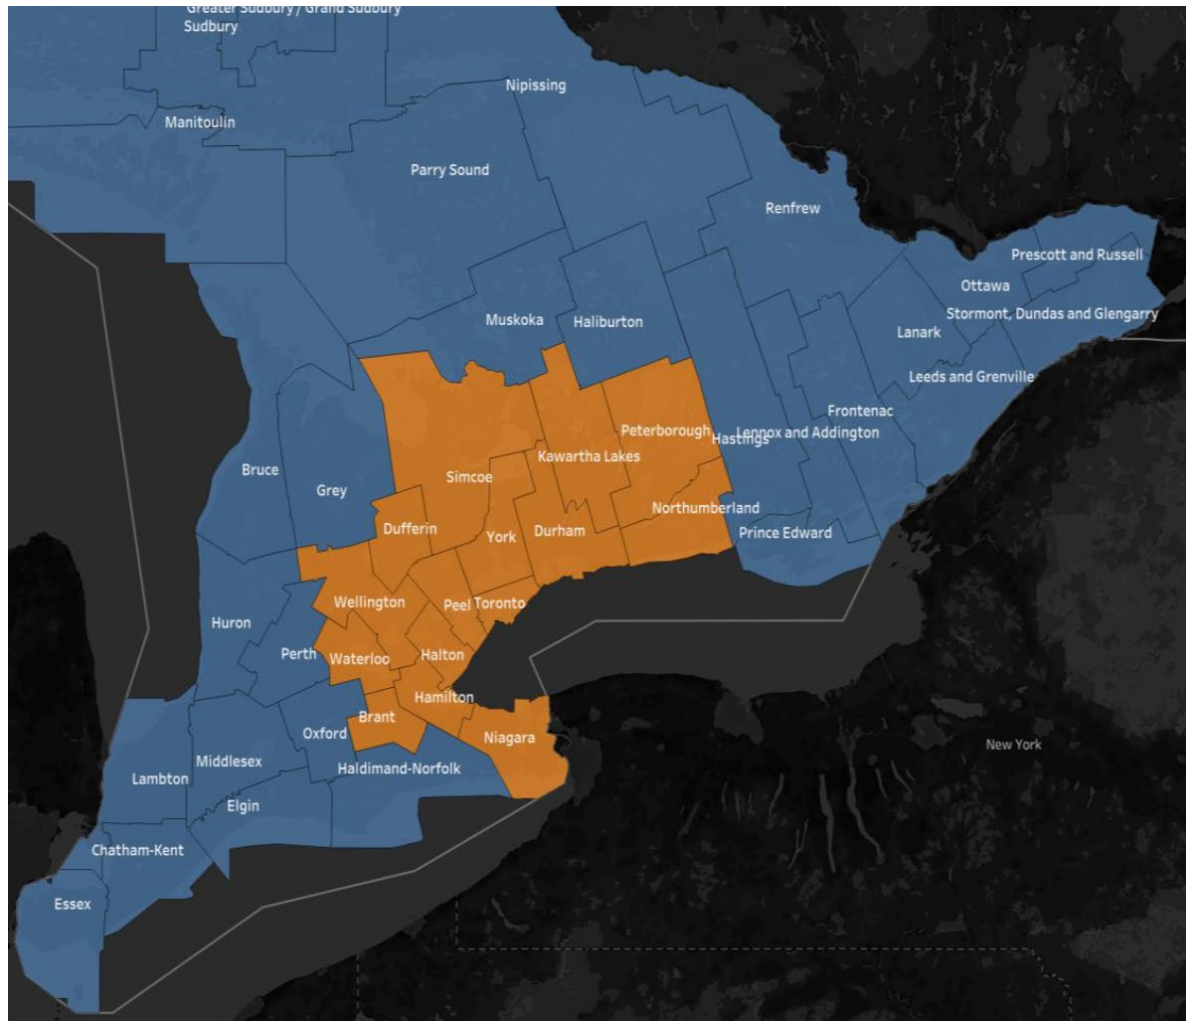 Greater Sudbury / Grand Sudbury
Sudbury
Nipissing
Manitoulin
Parry Sound
Renfrew
Prescott and Russell
Ottawa
Stormont, Dundas and Glengarry
Muskoka
Haliburton
Lanark
Leeds and Grenville
Frontenac
Peterborough
Lennox and Addington
Hastings
Kawartha Lakes
Bruce
Simcoe
Grey
Northumberland
Dufferin
York
Durham
Prince Edward
Wellington
Peel
Toronto
Huron
Perth
Waterloo
Halton
Hamilton
Brant
Oxford
Niagara
New York
Middlesex
Haldimand-Norfolk
Lambton
Elgin
Chatham-Kent
Essex